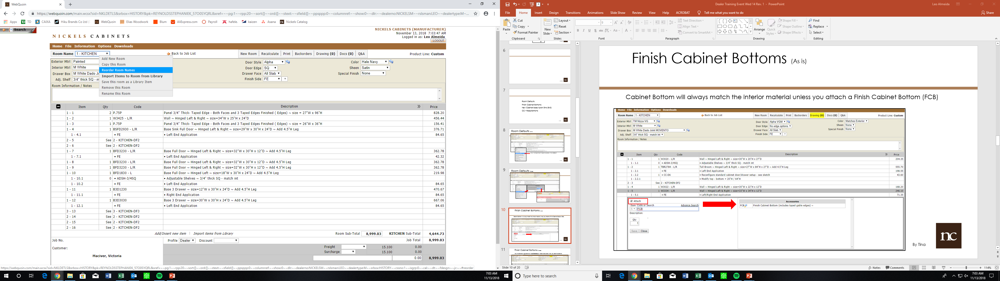 WebQuoin
https://webquoin.com/main.wcsx?sid=NKLDETLS&srbox=HISTORY&pk=REYNOLDSSTEPHANIEK_57O0SYQRL&xref=~~pg:1~~rpp:20~~sort:[]~~ord:[]~~stext:~~sfield:[]~~ppsppp:0~~columnref:~~show:0~~dlr:~~dealerno:NICKELSM~~rslsman:LEO~~dealertype:M~...
Apps TD CAIXA Hiku Brands Co Ltd WebQuoin Elias Woodwork Blum AliExpress.com Payroll hafele. kaizen Asana Nickels Catalog
Search
NICKELS CABINETS (MANUFACTURER)
November 13, 2018 7:03:47 AM
Logged in as: Leo Almeida
LOGOUT
NICKELS CABINETS
Home File Information Options Downloads
Room Name 1 - KITCHEN Back to Job List New Room Recalculate Print Backorders Drawing (0) Docs (0) Q&A Product Line: Custom
Add New Room
Copy this Room
Reorder Room Names
Import Items to Room from Library
Save this room as a Library Item
Remove this Room
Rename this Room
Exterior Mtrl Painted Door Style Alpha Color Hale Navy
Interior Mtrl M White Door Edge SQ Sheen Satin
Drawer Box M White Dado Jo Drawer Face All Slab Special Finish None
Adj. Shelf 3/4" thick SQ - m Finish Side FE
Room Information / Notes
Item Qty Code Description Price
1 - 1 2 P.75P Panel 3/4" Thick- Taped Edge - Both Faces and 3 Taped Edges Finished ( Edges) ~ size = 27"W x 96"H 828.20
1 - 2 1 W3425 - L/R Wall ~ Hinged Left & Right ~ size=34"W x 25"H x 24"D 456.44
1 - 3 1 P.75P Panel 3/4" Thick- Taped Edge - Both Faces and 3 Taped Edges Finished ( Edges) ~ size = 26"W x 36"H 156.41
1 - 4 1 BSFD2930 - L/R Base Sink Full Door ~ Hinged Left & Right ~ size=29"W x 30"H x 24"D ~ Add 4.5"H Leg 376.71
1 - 4.1 • FE • Left End Application 84.65
2 - 5 See 2 - KITCHEN-DF2
2 - 6 See 2 - KITCHEN-DF2
1 - 7 1 BFD3230 - L/R Base Full Door ~ Hinged Left & Right ~ size=32"W x 30"H x 12"D ~ Add 4.5"H Leg 362.78
1 - 7.1 • FE • Left End Application 42.32
1 - 8 1 BFD3230 - L/R Base Full Door ~ Hinged Left & Right ~ size=32"W x 30"H x 12"D ~ Add 4.5"H Leg 362.78
1 - 9 1 BFD3230 - L/R Base Full Door ~ Hinged Left & Right ~ size=32"W x 30"H x 12"D ~ Add 4.5"H Leg 362.78
1 - 10 1 BFD1830 - L Base Full Door ~ Hinged Left ~ size=18"W x 30"H x 24"D ~ Add 4.5"H Leg 219.98
1 - 10.1 0 • ADSH-3/4SQ • Adjustable Shelves ~ 3/4" thick SQ - match int
1 - 10.2 • FE • Left End Application 84.65
1 - 11 1 B3D1230 Base 3 Drawer ~ size=12"W x 30"H x 24"D ~ Add 4.5"H Leg 470.67
1 - 11.1 • FE • Right End Application 84.65
1 - 12 1 B3D3030 Base 3 Drawer ~ size=30"W x 30"H x 24"D ~ Add 4.5"H Leg 667.06
1 - 12.1 • FE • Left End Application 84.65
3 - 13 See 3 - KITCHEN-DF3
2 - 14 See 2 - KITCHEN-DF2
2 - 15 See 2 - KITCHEN-DF2
2 - 16 See 2 - KITCHEN-DF2
Add/Insert new item | Import items from Library Room Sub-Total 8,999.03 KITCHEN Sub-Total 4,644.73
Job No. Profile Dealer Discount Job Total 8,999.03
Customer: Freight 15.100 0.00
Surcharge 15.100 0.00
Maciver, Victoria 0.00 8,999.03
https://webquoin.com/main.wcsx?sid=NKLDETLS&srbox=HISTORY&pk=REYNOLDSSTEPHANIEK_57O0SYQRL&xref=~~pg:1~~rpp:20~~sort:[]~~ord:[]~~stext:~~sfield:[]~~ppsppp:0~~columnref:~~show:0~~dlr:~~dealerno:NICKELSM~~rslsman:LEO~~dealertype:M~~srbox:HISTORY~~cssno:1~~isgrp:0~~cal:~~dt:~~fdesgn:~~jc:~~#reorder
7:03 AM
11/13/2018
Dealer Training Event Wed 14 Rev. 1 - PowerPoint
Leo Almeida
File Home Insert Design Transitions Animations Slide Show Review View Help ACROBAT Tell me what you want to do Share
Paste Cut Copy Format Painter Clipboard
New Slide Layout Reset Section Slides
Font
Text Direction Align Text Convert to SmartArt Paragraph
Arrange Quick Styles Shape Fill Shape Outline Shape Effects Drawing
Find Replace Select Editing
6
7
Room Defaults
Finish Cabinet Bottoms
New Cabinet base Apron Sink (BAS)
CC - Raise Bottoms
8
Room Defaults
9
Room Defaults
10
Finish Cabinet Bottoms
11
Finish Cabinet Bottoms
Finish Cabinet Bottoms (As is)
Cabinet Bottom will always match the interior material unless you attach a Finish Cabinet Bottom (FCB)
Home File Information Options Downloads
Room Name 1 - KITCHEN Back to Job List New Room Recalculate Print Backorders Drawing (0) Docs (0) Q&A Product Line: Custom
Exterior Mtrl TM Nizza VG Door Style Alpha VGM Color Matches Exterior
Interior Mtrl M White Door Edge No edge options Sheen None
Drawer Box M White Dado Joint MOVENTO Drawer Face All Slab Special Finish None
Adj. Shelf 3/4" thick SQ - match int Finish Side FE
Room Information / Notes
Item Qty Code Description Price
1 - 1 1 W3020 - L/R Wall ~ Hinged Left & Right ~ size=30"W x 20"H x 27"D 204.35
1 - 1.1 0 • ADSH-3/4SQ • Adjustable Shelves ~ 3/4" thick SQ - match int
1 - 2 1 TBR2784 - L/R Tall Broom ~ Hinged Left & Right ~ size=27"W x 84"H x 27"D ~ Add 4.5"H Leg 555.70
1 - 2.1 • FE • Left End Application 198.55
1 - 2.2 1 • CC-D6 • Reconfigure standard cabinet door/drawer setup - see sketch 43.60
1 - 2.2.1 • Modify top - bottom = 20"H / 64"H
2 - 3 See 2 - KITCHEN-DF2
1 - 4 1 W3022 - L/R Wall ~ Hinged Left & Right ~ size=30"W x 22"H x 12"D 168.20
1 - 5 1 W3334 - L/R Wall ~ Hinged Left & Right ~ size=33"W x 34"H x 12"D 246.10
1 - 5.1 • FE • Left/Right End Application 71.35
Attach
Item Code or Search Advance Search
5 FCB
Description:
Qty
1
Save Close
Accessories
FCB Finish Cabinet Bottom (includes taped gable edges) ~
By Tina
nc
Slide 10 of 20 Notes Comments 114%
Type here to search
7:03 AM
11/13/2018